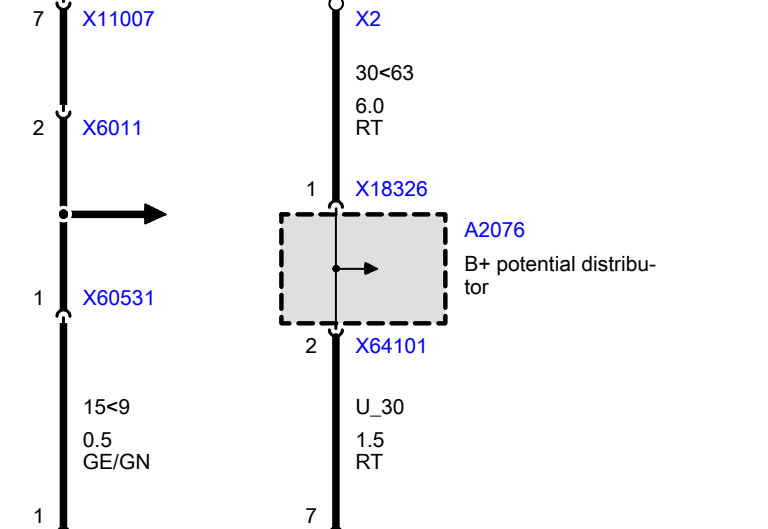 7 X11007
X2
30<63
6.0
RT
2 X6011
1 X18326
A2076
B+ potential distribu-
tor
1 X60531
2 X64101
15<9
0.5
GE/GN
U_30
1.5
RT
1
7